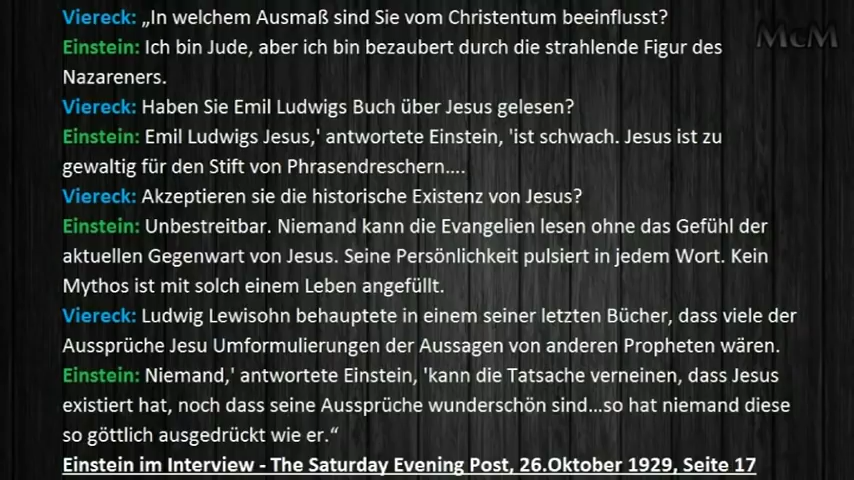 McM
Viereck: „In welchem Ausmaß sind Sie vom Christentum beeinflusst?
Einstein: Ich bin Jude, aber ich bin bezaubert durch die strahlende Figur des
Nazareners.
Viereck: Haben Sie Emil Ludwigs Buch über Jesus gelesen?
Einstein: Emil Ludwigs Jesus,' antwortete Einstein, 'ist schwach. Jesus ist zu
gewaltig für den Stift von Phrasendreschern....
Viereck: Akzeptieren sie die historische Existenz von Jesus?
Einstein: Unbestreitbar. Niemand kann die Evangelien lesen ohne das Gefühl der
aktuellen Gegenwart von Jesus. Seine Persönlichkeit pulsiert in jedem Wort. Kein
Mythos ist mit solch einem Leben angefüllt.
Viereck: Ludwig Lewisohn behauptete in einem seiner letzten Bücher, dass viele der
Aussprüche Jesu Umformulierungen der Aussagen von anderen Propheten wären.
Einstein: Niemand,' antwortete Einstein, 'kann die Tatsache verneinen, dass Jesus
existiert hat, noch dass seine Aussprüche wunderschön sind...so hat niemand diese
so göttlich ausgedrückt wie er.“
Einstein im Interview - The Saturday Evening Post, 26.Oktober 1929, Seite 17